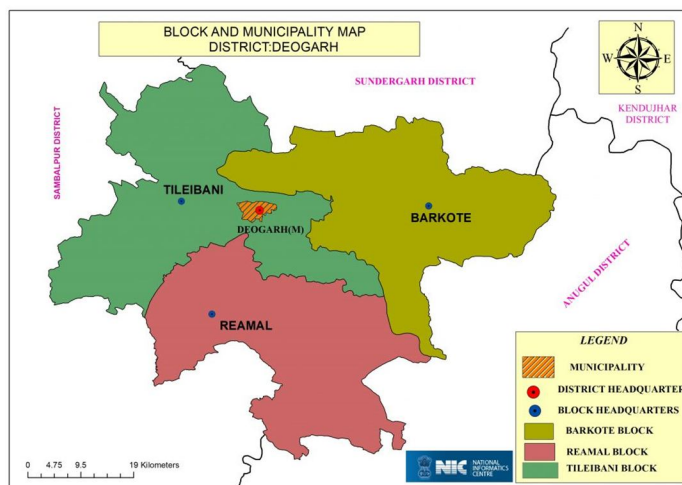 BLOCK AND MUNICIPALITY MAP
DISTRICT:DEOGARH
N
W
E
S
SUNDERGARH DISTRICT
KENDUJHAR
DISTRICT
SAMBALPUR DISTRICT
TILEIBANI
DEOGARH(M)
BARKOTE
ANUGUL DISTRICT
REAMAL
LEGEND
MUNICIPALITY
DISTRICT HEADQUARTER
BLOCK HEADQUARTERS
BARKOTE BLOCK
REAMAL BLOCK
TILEIBANI BLOCK
0 4.75 9.5 19 Kilometers
NIC
NATIONAL
INFORMATICS
CENTRE